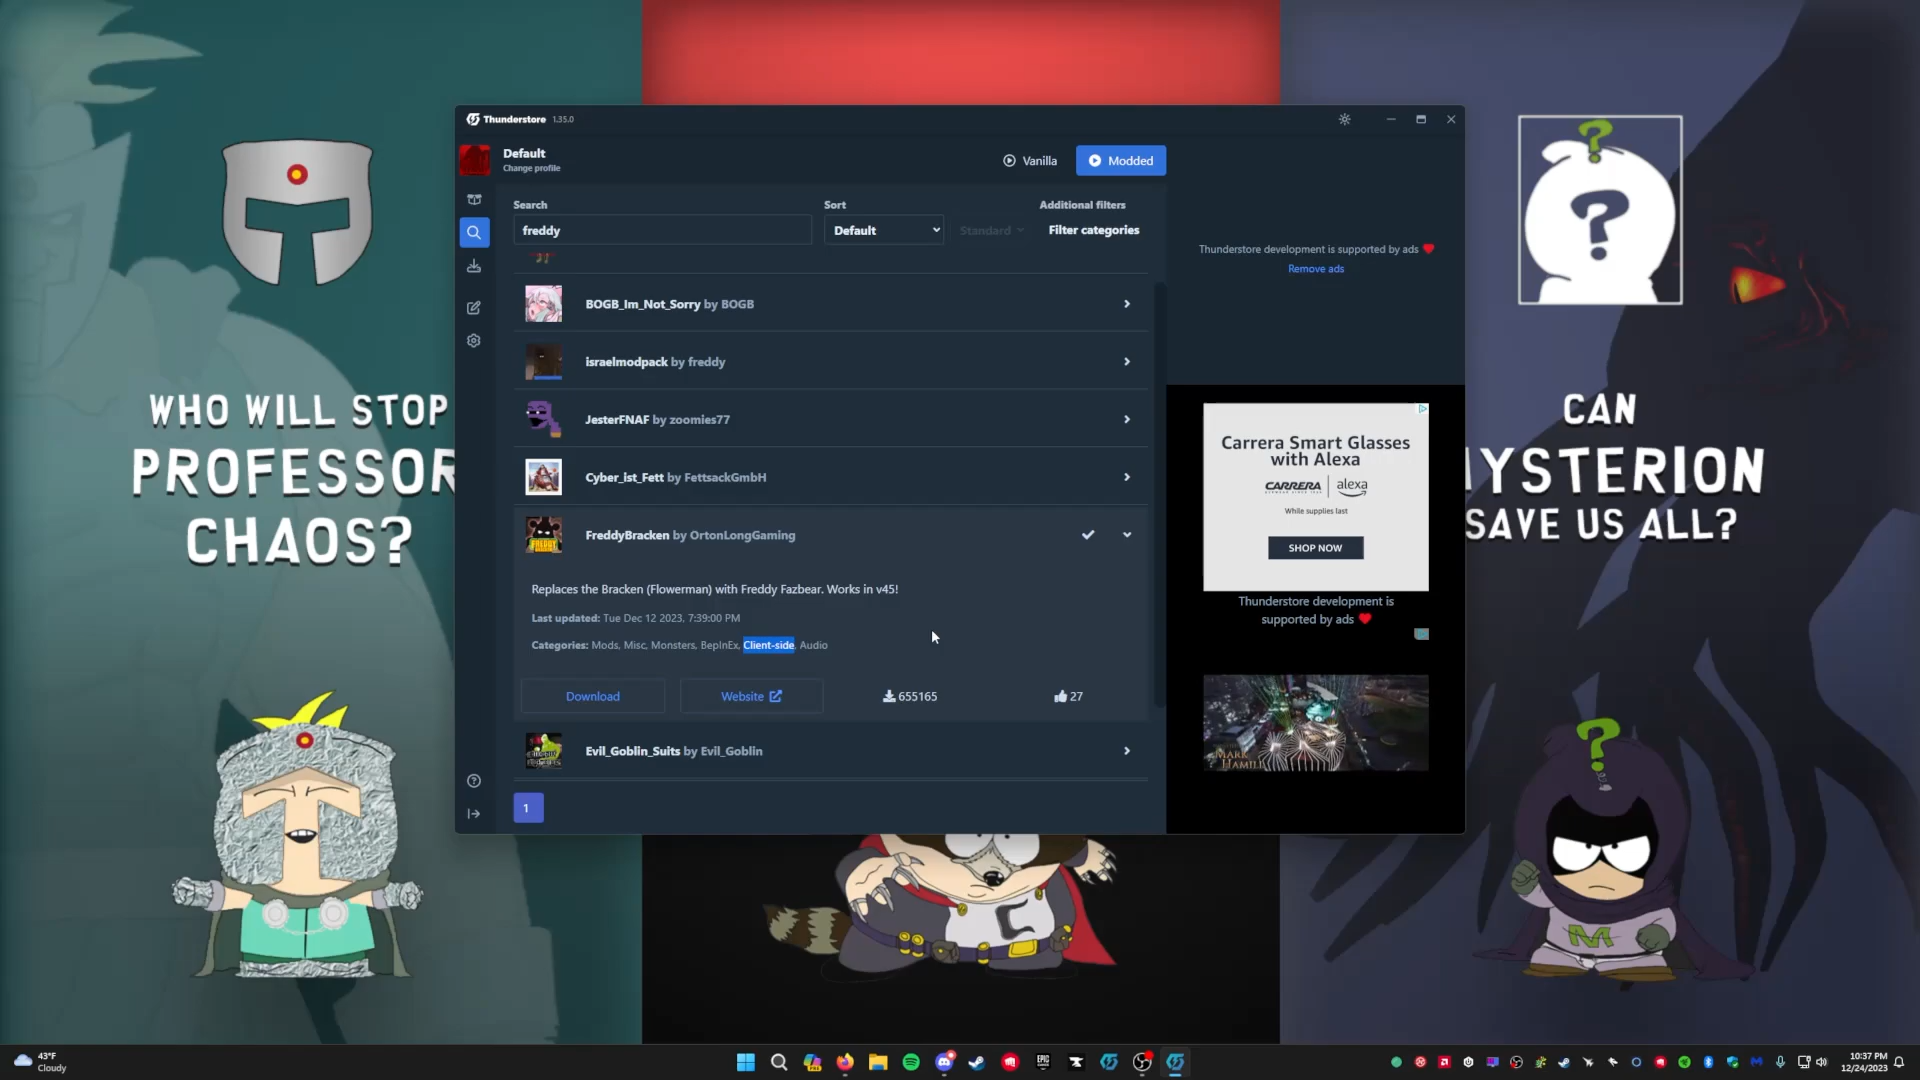 WHO WILL STOP
PROFESSOR
CHAOS?
CAN
MYSTERION
SAVE US ALL?
Thunderstore 1.35.0
Default
Change profile
Vanilla
Modded
Search
Sort
Additional filters
freddy
Default
Standard
Filter categories
BOGB_Im_Not_Sorry by BOGB
israelmodpack by freddy
JesterFNAF by zoomies77
Cyber_ist_Fett by FettsackGmbH
FreddyBracken by OrtonLongGaming
Replaces the Bracken (Flowerman) with Freddy Fazbear. Works in v45!
Last updated: Tue Dec 12 2023, 7:39:00 PM
Categories: Mods, Misc, Monsters, BepInEx, Client-side, Audio
Download
Website
655165
27
Evil_Goblin_Suits by Evil_Goblin
1
Thunderstore development is supported by ads
Remove ads
Carrera Smart Glasses
with Alexa
CARRERA | alexa
While supplies last
SHOP NOW
Thunderstore development is
supported by ads
MARK
HAMILL
43°F
Cloudy
10:37 PM
12/24/2023